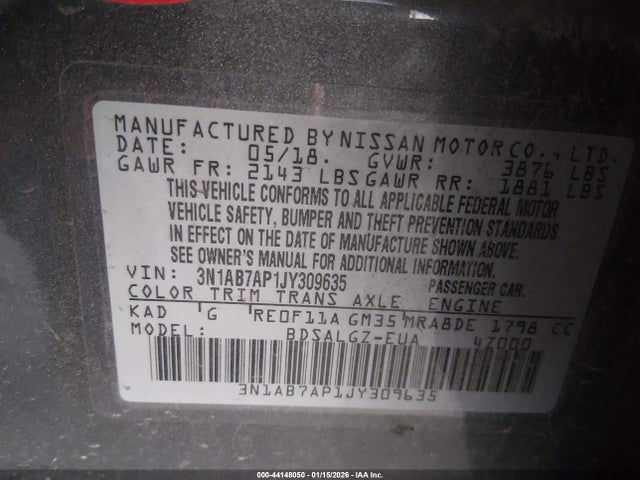 MANUFACTURED BY NISSAN MOTOR CO., LTD.
DATE: 05/18. GVWR: 3876 LBS
GAWR FR: 2143 LBS GAWR RR: 1881 LBS
THIS VEHICLE CONFORMS TO ALL APPLICABLE FEDERAL MOTOR
VEHICLE SAFETY, BUMPER AND THEFT PREVENTION STANDARDS
IN EFFECT ON THE DATE OF MANUFACTURE SHOWN ABOVE.
SEE OWNER'S MANUAL FOR ADDITIONAL INFORMATION.
VIN: 3N1AB7AP1JY309635 PASSENGER CAR.
COLOR TRIM TRANS AXLE ENGINE
KAD G RE0F11A GM35 MRA8DE 1798 CC
MODEL: BDSALGZ-EUA 47000
3N1AB7AP1JY309635
000-44148050 - 01/15/2026 - IAA Inc.